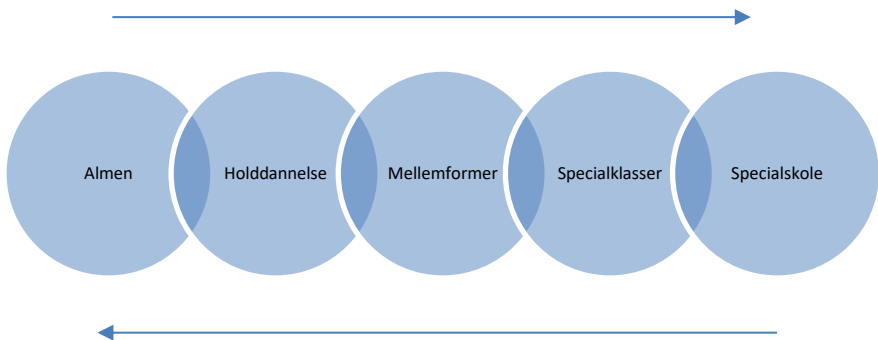 Almen
Holddannelse
Mellemformer
Specialklasser
Specialskole